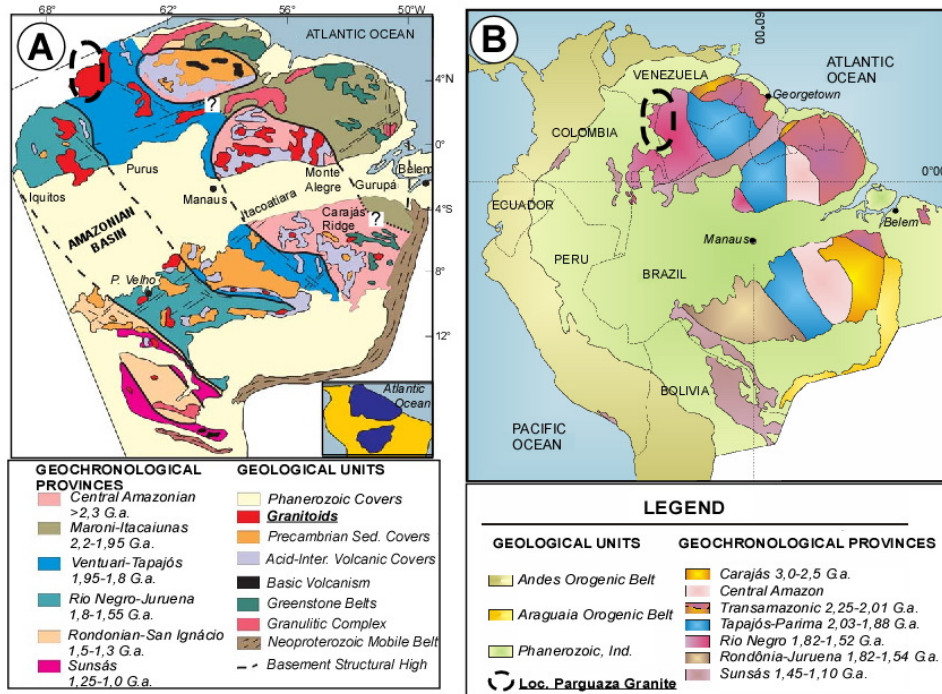 A
68°
62°
56°
50°W
ATLANTIC OCEAN
4°N
?
0°
Purus
Iquitos
Manaus
Itacoatiara
Monte
Alegre
Gurupá
Belem
4°S
?
Carajás
Ridge
AMAZONIAN
BASIN
P. Velho
8°
12°
Atlantic
Ocean
GEOCHRONOLOGICAL
PROVINCES
Central Amazonian
>2,3 G.a.
Maroni-Itacaiunas
2,2-1,95 G.a.
Ventuari-Tapajós
1,95-1,8 G.a.
Rio Negro-Juruena
1,8-1,55 G.a.
Rondonian-San Ignácio
1,5-1,3 G.a.
Sunsás
1,25-1,0 G.a.
GEOLOGICAL UNITS
Phanerozoic Covers
Granitoids
Precambrian Sed. Covers
Acid-Inter. Volcanic Covers
Basic Volcanism
Greenstone Belts
Granulitic Complex
Neoproterozoic Mobile Belt
Basement Structural High
B
60°00
ATLANTIC
OCEAN
VENEZUELA
Georgetown
COLOMBIA
0°00
ECUADOR
Belem
Manaus
PERU
BRAZIL
BOLIVIA
PACIFIC
OCEAN
LEGEND
GEOLOGICAL UNITS
Andes Orogenic Belt
Araguaia Orogenic Belt
Phanerozoic, Ind.
Loc. Parguaza Granite
GEOCHRONOLOGICAL PROVINCES
Carajás 3,0-2,5 G.a.
Central Amazon
Transamazonic 2,25-2,01 G.a.
Tapajós-Parima 2,03-1,88 G.a.
Rio Negro 1,82-1,52 G.a.
Rondônia-Juruena 1,82-1,54 G.a.
Sunsás 1,45-1,10 G.a.